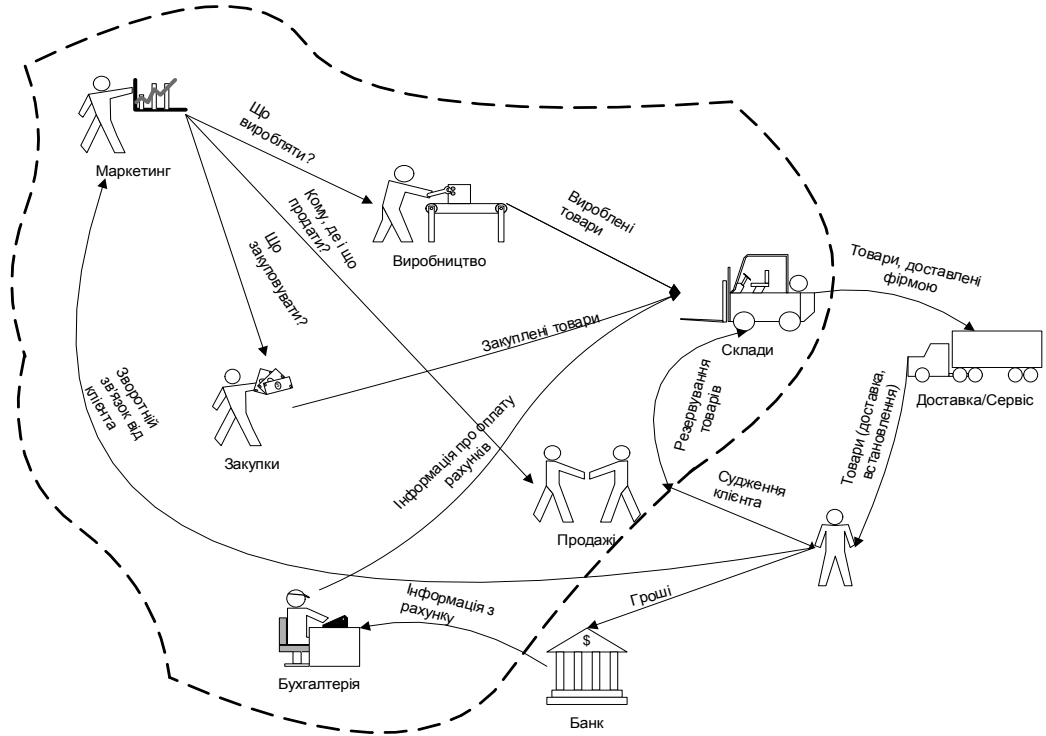 Маркетинг
Що
виробляти?
Кому, де і що
продати?
Що
закуповувати?
Виробництво
Вироблені
товари
Товари, доставлені
фірмою
Склади
Доставка/Сервіс
Закуплені товари
Резервування
товарів
Товари (доставка,
встановлення)
Зворотній
зв'язок від
клієнта
Закупки
Інформація про оплату
рахунків
Продажі
Судження
клієнта
Гроші
Інформація з
рахунку
Бухгалтерія
$
Банк